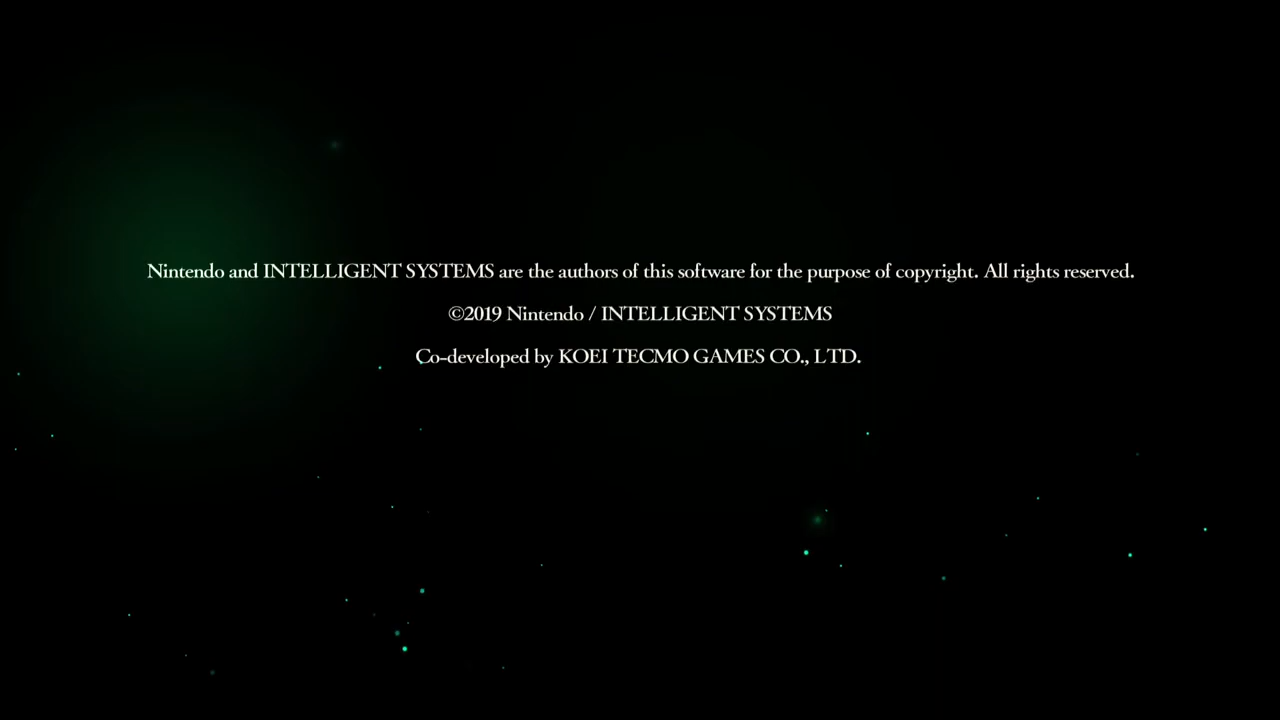 Nintendo and INTELLIGENT SYSTEMS are the authors of this software for the purpose of copyright. All rights reserved.
©2019 Nintendo / INTELLIGENT SYSTEMS
Co-developed by KOEI TECMO GAMES CO., LTD.